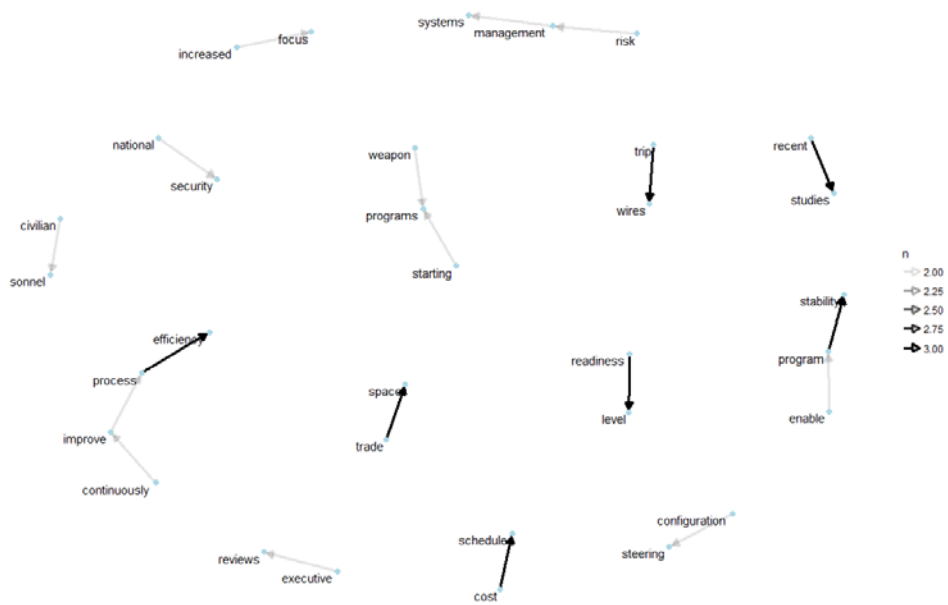 systems
management
risk
increased
focus
national
security
weapon
programs
starting
trip
wires
recent
studies
civilian
sonnel
n
2.00
2.25
2.50
2.75
3.00
stability
program
enable
efficiency
process
improve
continuously
space
trade
readiness
level
configuration
steering
schedule
cost
reviews
executive